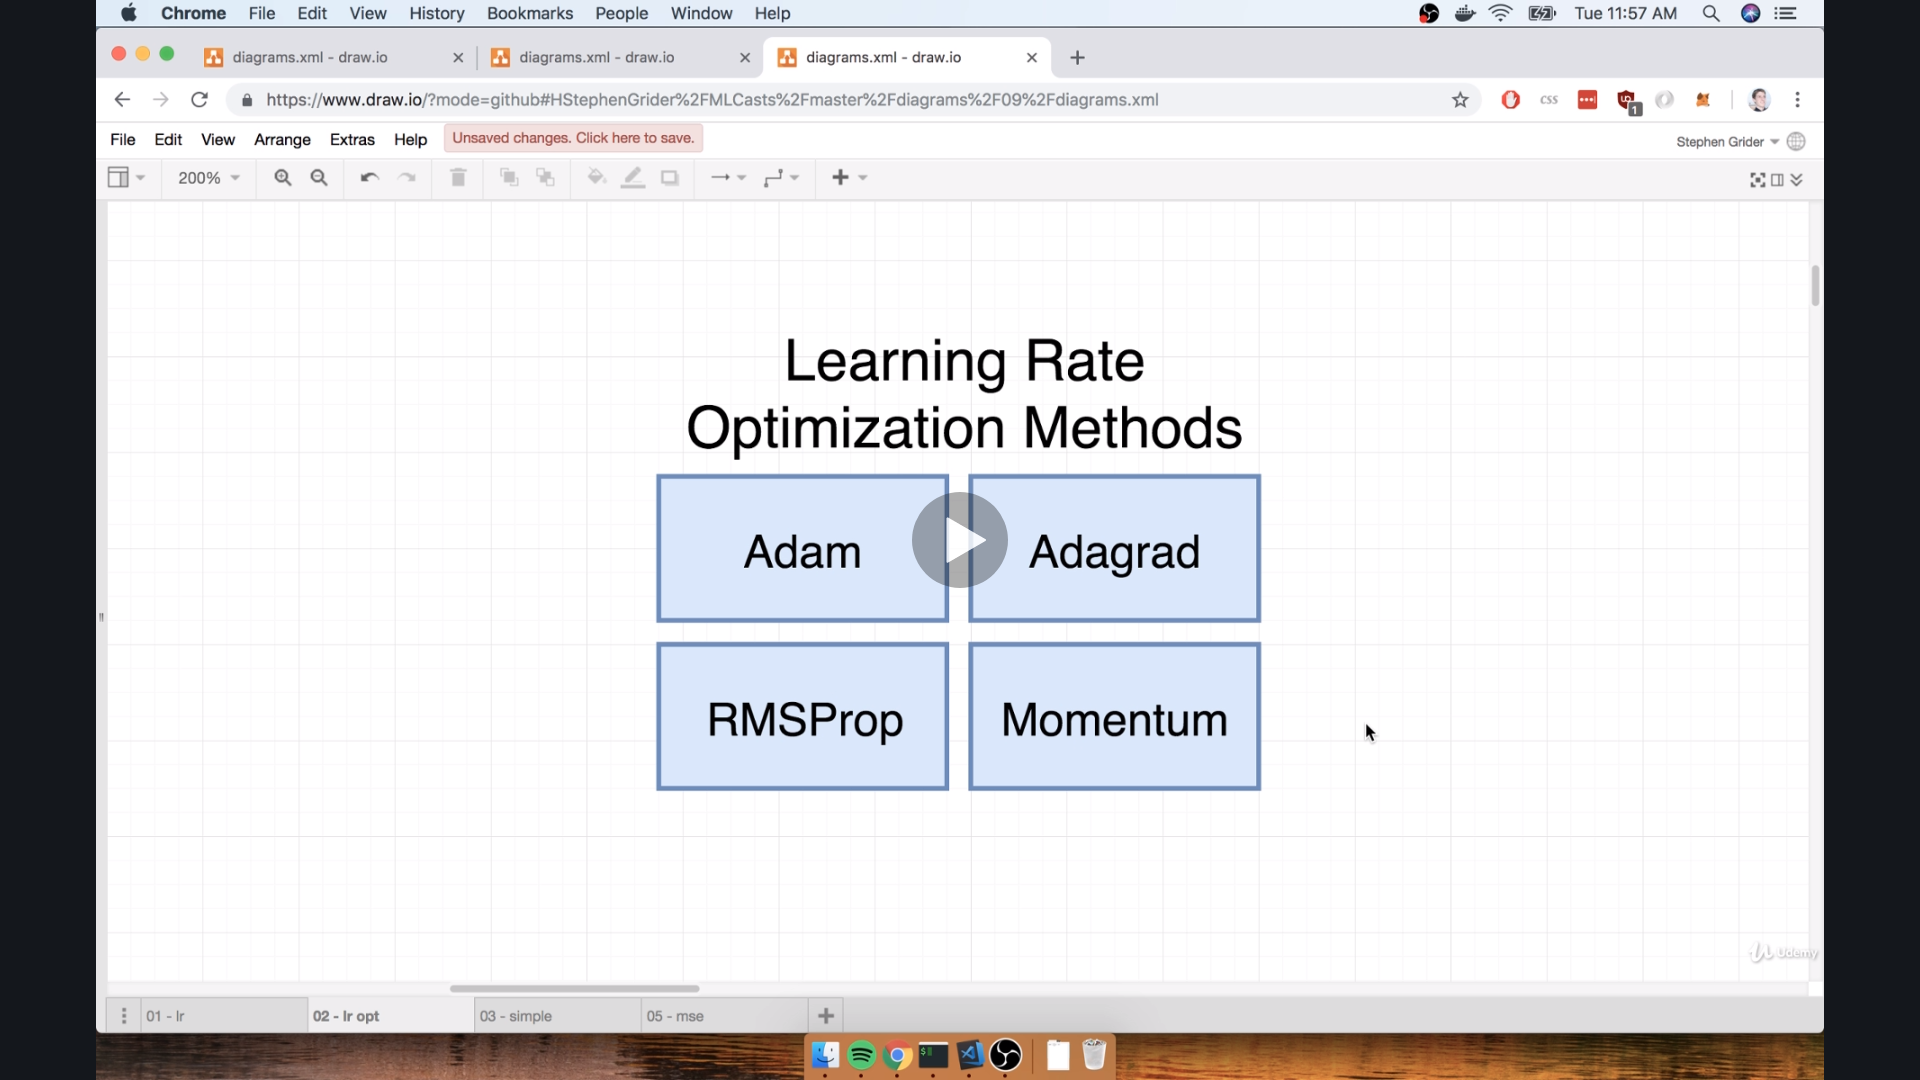 Chrome File Edit View History Bookmarks People Window Help Tue 11:57 AM
diagrams.xml - draw.io diagrams.xml - draw.io diagrams.xml - draw.io
https://www.draw.io/?mode=github#HStephenGrider%2FMLCasts%2Fmaster%2Fdiagrams%2F09%2Fdiagrams.xml CSS 1
File Edit View Arrange Extras Help Unsaved changes. Click here to save. Stephen Grider
200%
Learning Rate
Optimization Methods
Adam Adagrad
RMSProp Momentum
Udemy
01 - lr 02 - lr opt 03 - simple 05 - mse